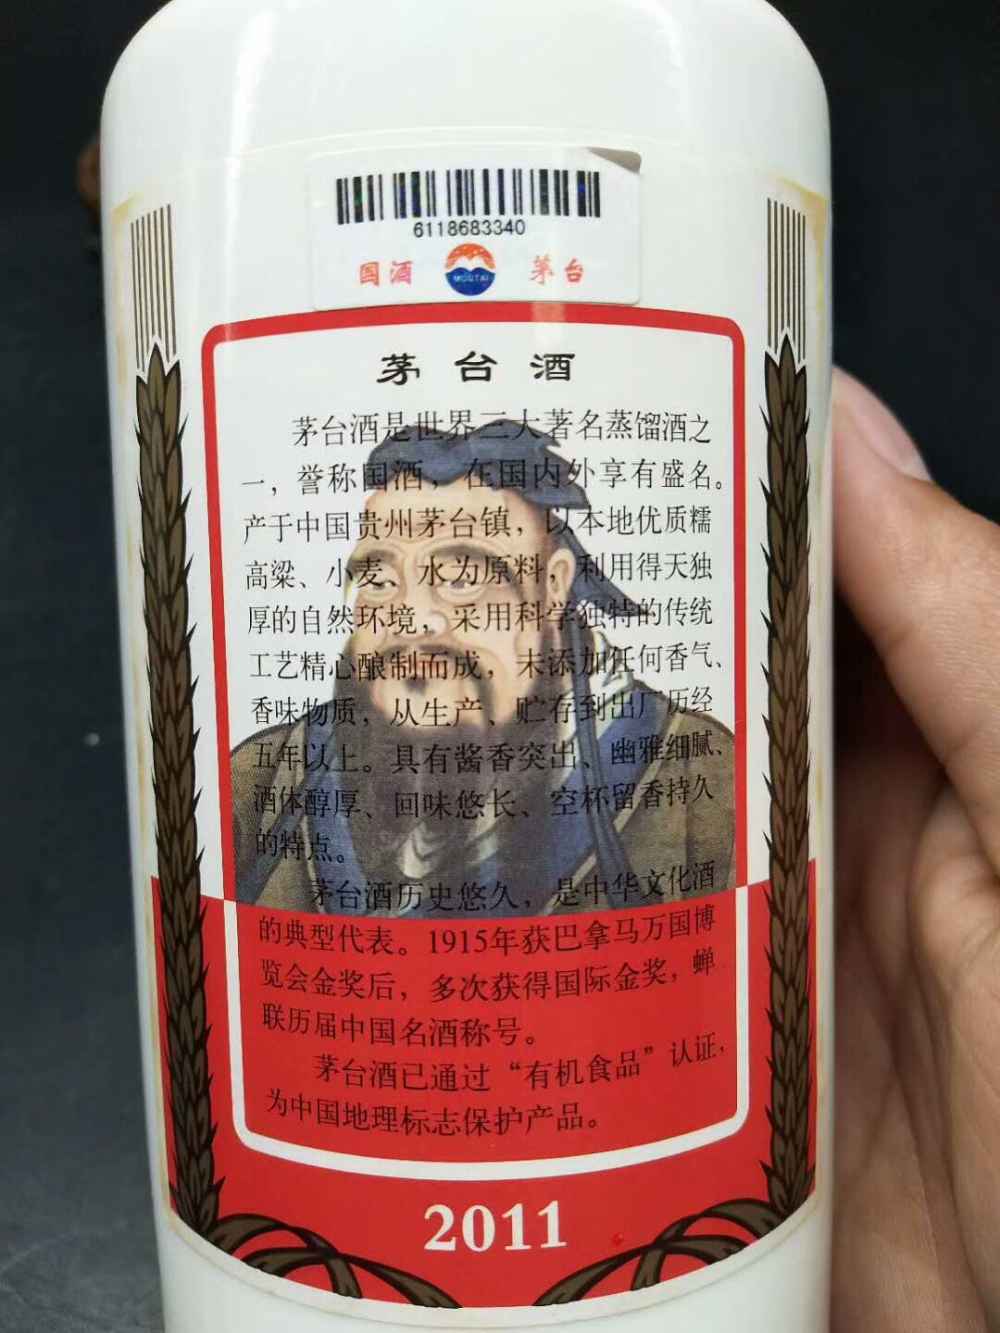 6118683340
国酒 MOUTAI 茅台
茅台酒
茅台酒是世界三大著名蒸馏酒之
一，誉称国酒，在国内外享有盛名。
产于中国贵州茅台镇，以本地优质糯
高粱、小麦、水为原料，利用得天独
厚的自然环境，采用科学独特的传统
工艺精心酿制而成，未添加任何香气、
香味物质，从生产、贮存到出厂历经
五年以上。具有酱香突出、幽雅细腻、
酒体醇厚、回味悠长、空杯留香持久
的特点。
茅台酒历史悠久，是中华文化酒
的典型代表。1915年获巴拿马万国博
览会金奖后，多次获得国际金奖，蝉
联历届中国名酒称号。
茅台酒已通过“有机食品”认证，
为中国地理标志保护产品。
2011